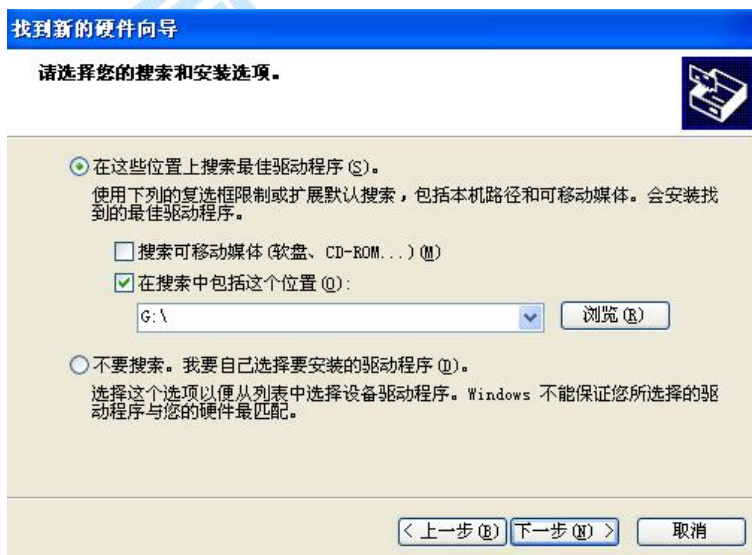 找到新的硬件向导
请选择您的搜索和安装选项。
在这些位置上搜索最佳驱动程序(S)。
使用下列的复选框限制或扩展默认搜索，包括本机路径和可移动媒体。会安装找
到的最佳驱动程序。
搜索可移动媒体(软盘、CD-ROM...)(M)
在搜索中包括这个位置(O):
G:\
浏览(R)
不要搜索。我要自己选择要安装的驱动程序(D)。
选择这个选项以便从列表中选择设备驱动程序。Windows 不能保证您所选择的驱
动程序与您的硬件最匹配。
< 上一步(B) 下一步(N) > 取消